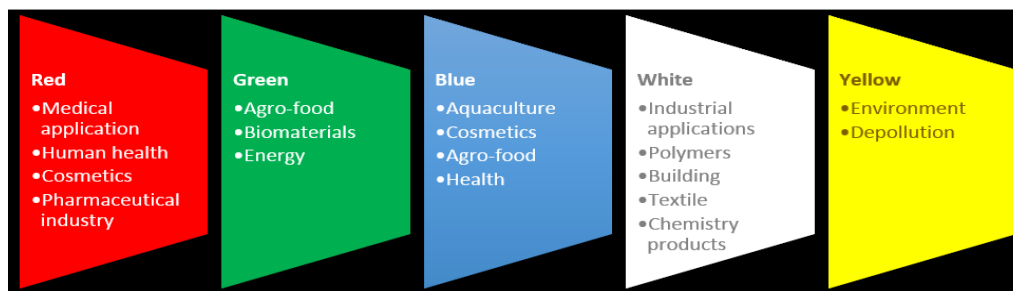 Red
•Medical
application
•Human health
•Cosmetics
•Pharmaceutical
industry
Green
•Agro-food
•Biomaterials
•Energy
Blue
•Aquaculture
•Cosmetics
•Agro-food
•Health
White
•Industrial
applications
•Polymers
•Building
•Textile
•Chemistry
products
Yellow
•Environment
•Depollution